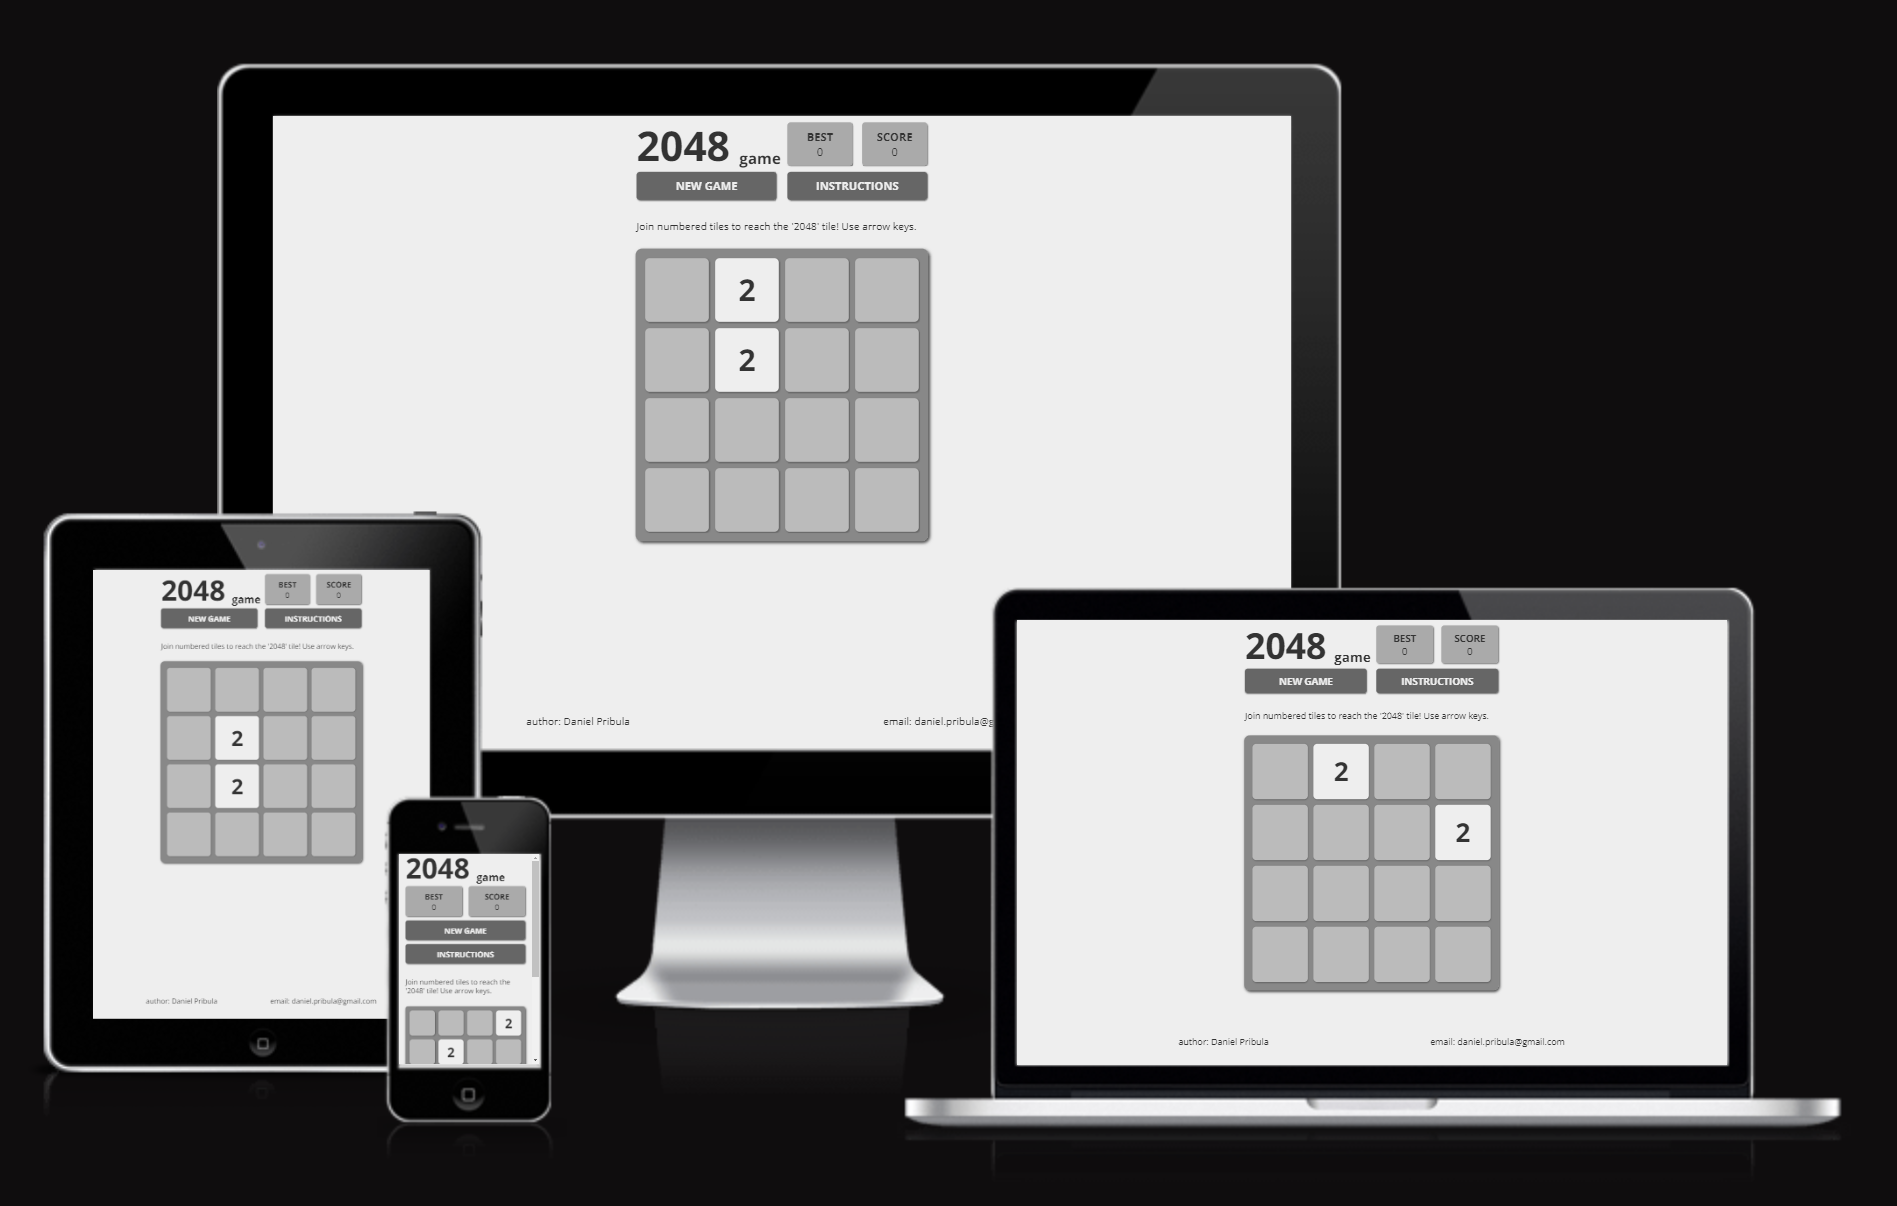 2048 game
BEST
0
SCORE
0
NEW GAME
INSTRUCTIONS
Join numbered tiles to reach the '2048' tile! Use arrow keys.
2
2
author: Daniel Pribula
email: daniel.pribula@g
2048 game
BEST
0
SCORE
0
NEW GAME
INSTRUCTIONS
Join numbered tiles to reach the '2048' tile! Use arrow keys.
2
2
author: Daniel Pribula
email: daniel.pribula@gmail.com
2048 game
BEST
0
SCORE
0
NEW GAME
INSTRUCTIONS
Join numbered tiles to reach the
'2048' tile! Use arrow keys.
2
2
2048 game
BEST
0
SCORE
0
NEW GAME
INSTRUCTIONS
Join numbered tiles to reach the '2048' tile! Use arrow keys.
2
2
author: Daniel Pribula
email: daniel.pribula@gmail.com